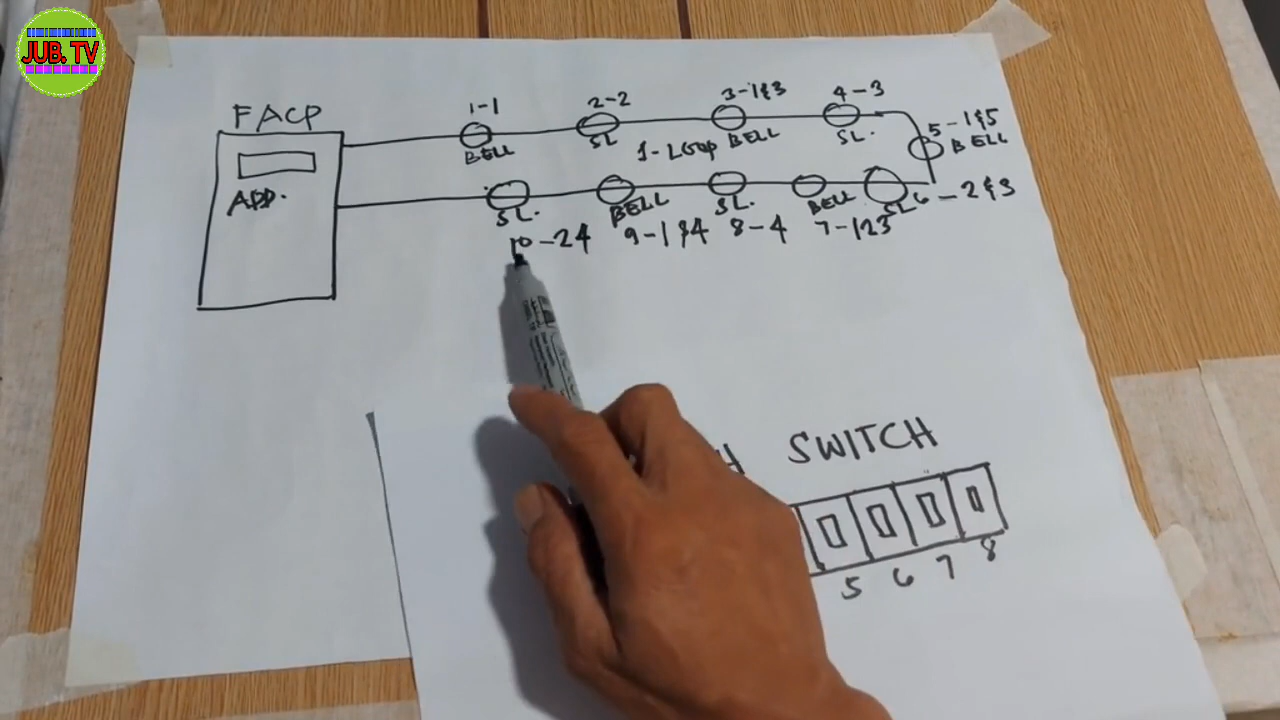 JUB.TV
FACP
ADD.
1-1
BELL
2-2
SL
3-1&3
BELL
4-3
SL.
5-1&5
BELL
1-LOOP
SL.
10-24
BELL
9-1&4
SL.
8-4
BELL
7-123
SL
6-2&3
H SWITCH
5 6 7 8